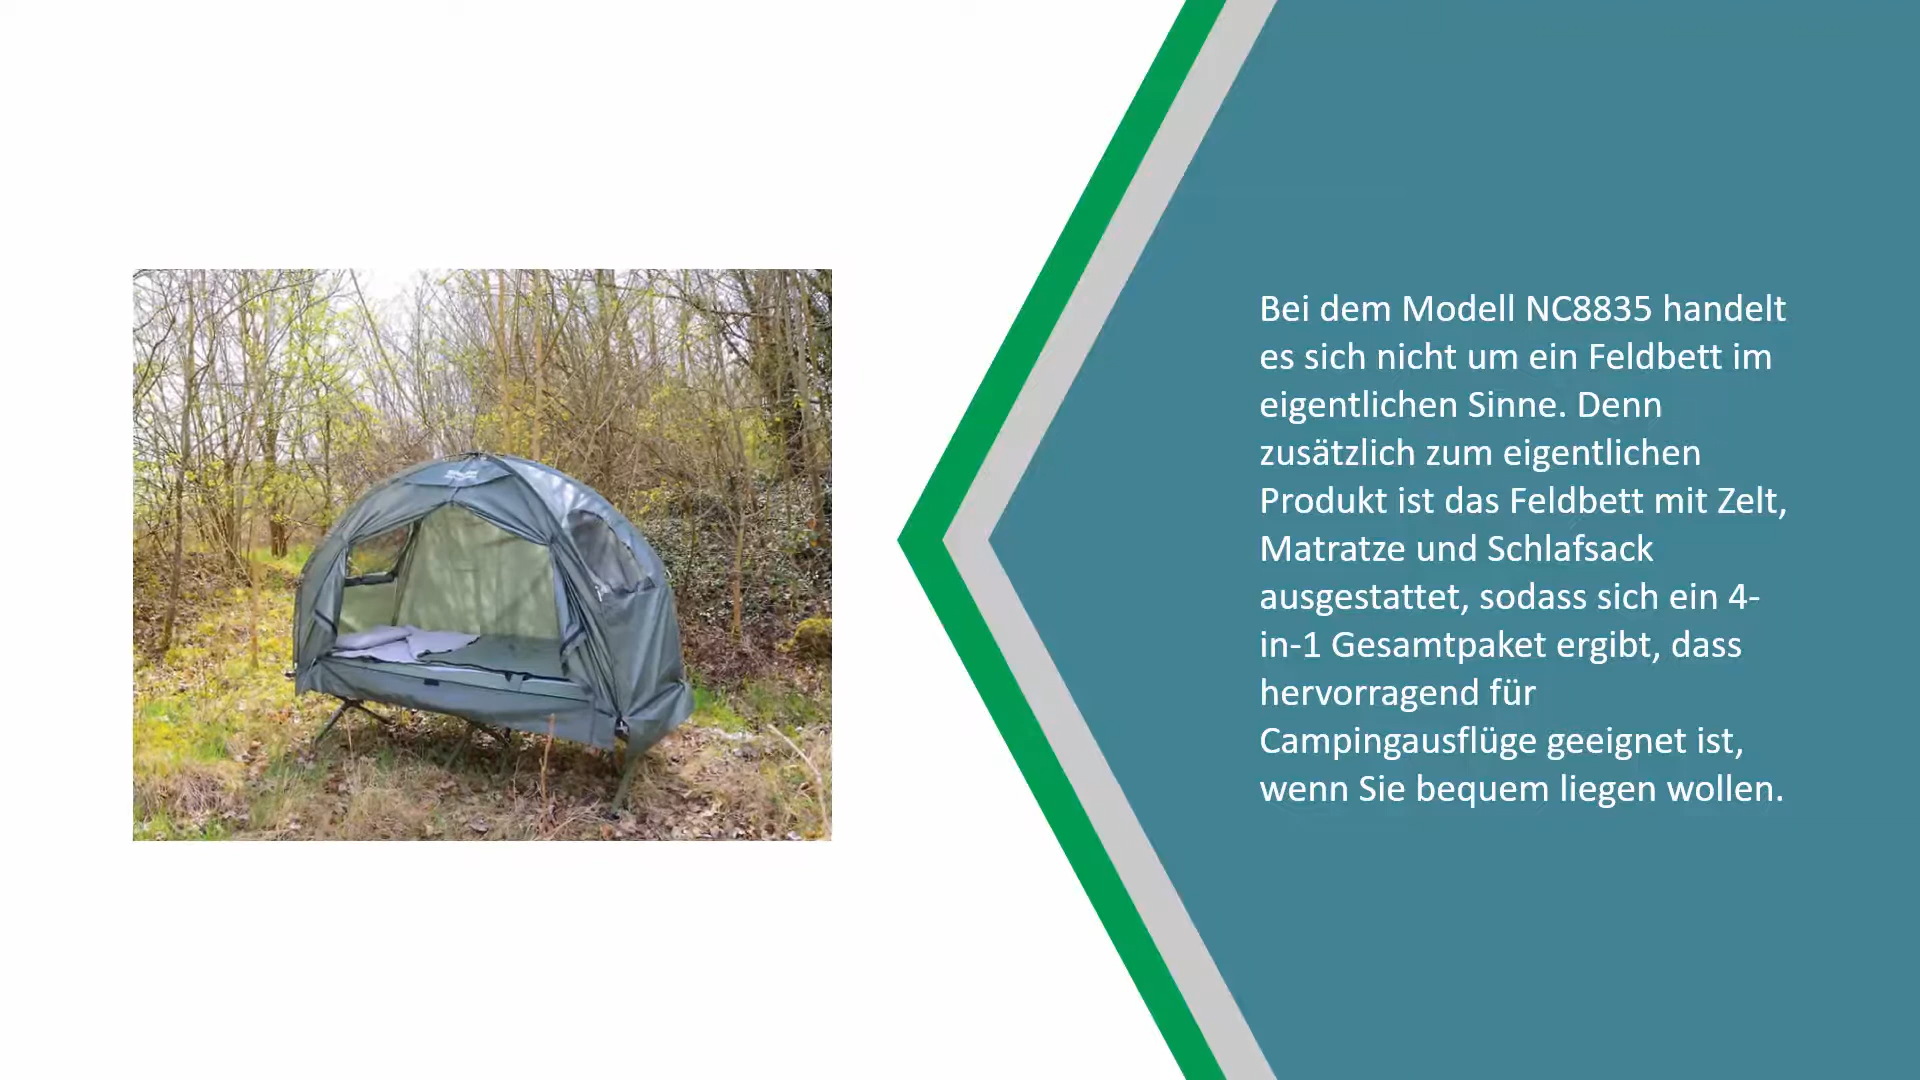 Bei dem Modell NC8835 handelt
es sich nicht um ein Feldbett im
eigentlichen Sinne. Denn
zusätzlich zum eigentlichen
Produkt ist das Feldbett mit Zelt,
Matratze und Schlafsack
ausgestattet, sodass sich ein 4-
in-1 Gesamtpaket ergibt, dass
hervorragend für
Campingausflüge geeignet ist,
wenn Sie bequem liegen wollen.